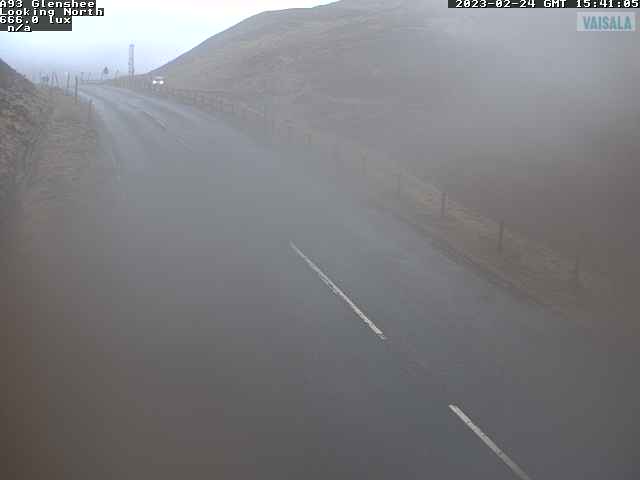 A93 Glenshee
Looking North
666.0 lux
n/a
2023-02-24 GMT 15:41:05
VAISALA